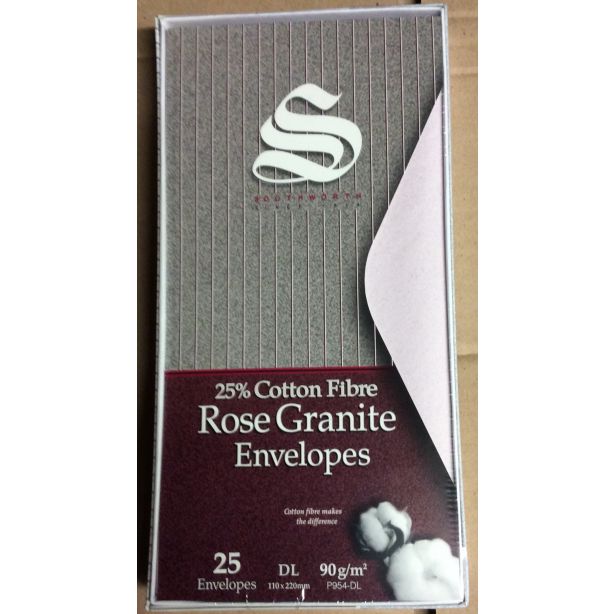 S
SOUTHWORTH
25% Cotton Fibre
Rose Granite
Envelopes
Cotton fibre makes
the difference
25 DL 90g/m²
Envelopes 110 x 220mm P954-DL